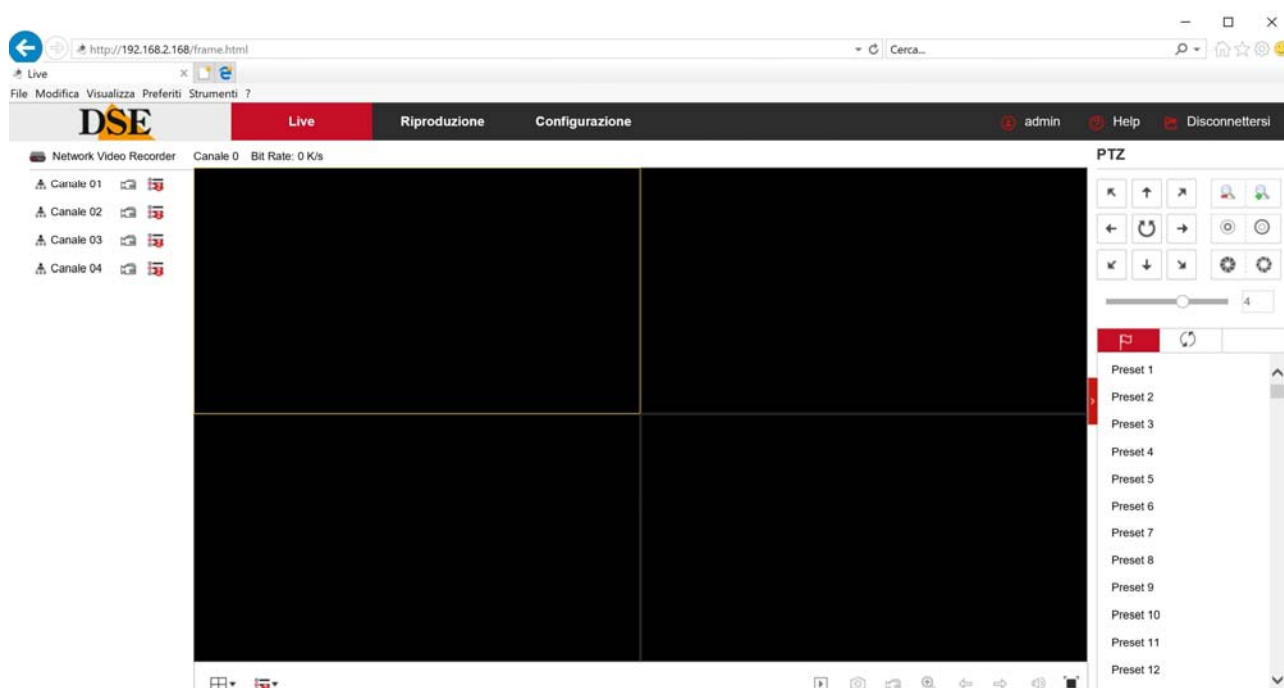 http://192.168.2.168/frame.html
Cerca...
Live
File Modifica Visualizza Preferiti Strumenti ?
DSE
Live Riproduzione Configurazione admin Help Disconnettersi
Network Video Recorder Canale 0 Bit Rate: 0 K/s PTZ
Canale 01
Canale 02
Canale 03
Canale 04
4
Preset 1
Preset 2
Preset 3
Preset 4
Preset 5
Preset 6
Preset 7
Preset 8
Preset 9
Preset 10
Preset 11
Preset 12